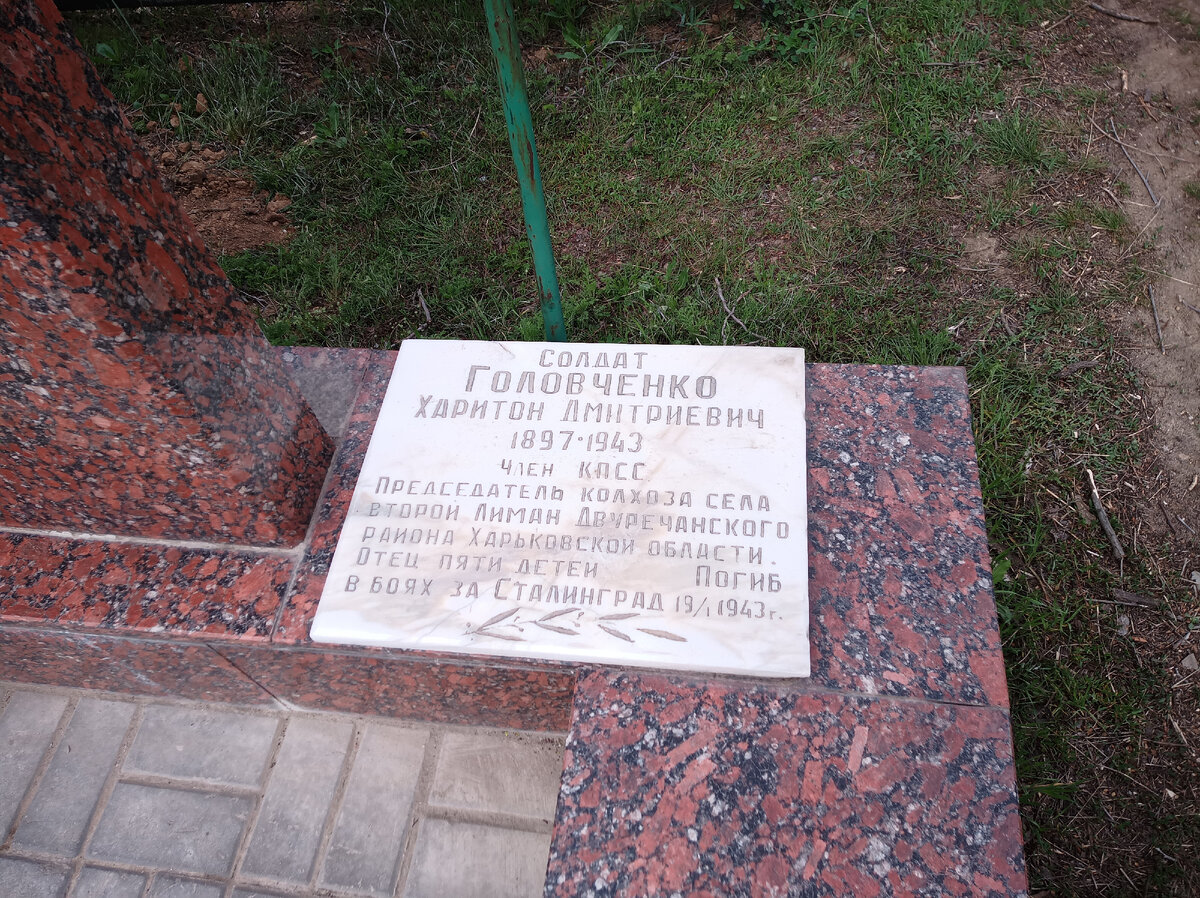 Солдат
Головченко
Харитон Дмитриевич
1897·1943
Член КПСС
Председатель колхоза села
второй Лиман Двуречанского
района Харьковской области.
Отец пяти детей Погиб
в боях за Сталинград 19/I 1943г.